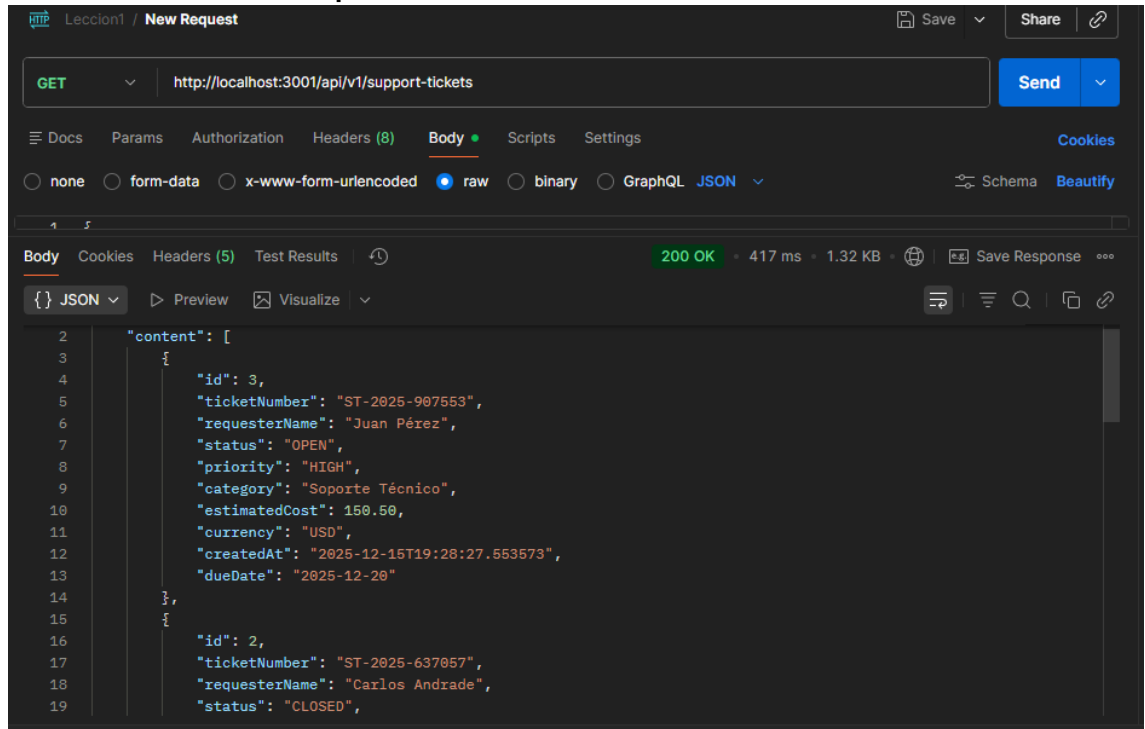 HTTP Leccion1 / New Request Save Share
GET http://localhost:3001/api/v1/support-tickets Send
Docs Params Authorization Headers (8) Body Scripts Settings Cookies
none form-data x-www-form-urlencoded raw binary GraphQL JSON Schema Beautify
1 {
Body Cookies Headers (5) Test Results 200 OK 417 ms 1.32 KB e.g. Save Response
{} JSON Preview Visualize
2 "content": [
3 {
4 "id": 3,
5 "ticketNumber": "ST-2025-907553",
6 "requesterName": "Juan Pérez",
7 "status": "OPEN",
8 "priority": "HIGH",
9 "category": "Soporte Técnico",
10 "estimatedCost": 150.50,
11 "currency": "USD",
12 "createdAt": "2025-12-15T19:28:27.553573",
13 "dueDate": "2025-12-20"
14 },
15 {
16 "id": 2,
17 "ticketNumber": "ST-2025-637057",
18 "requesterName": "Carlos Andrade",
19 "status": "CLOSED",